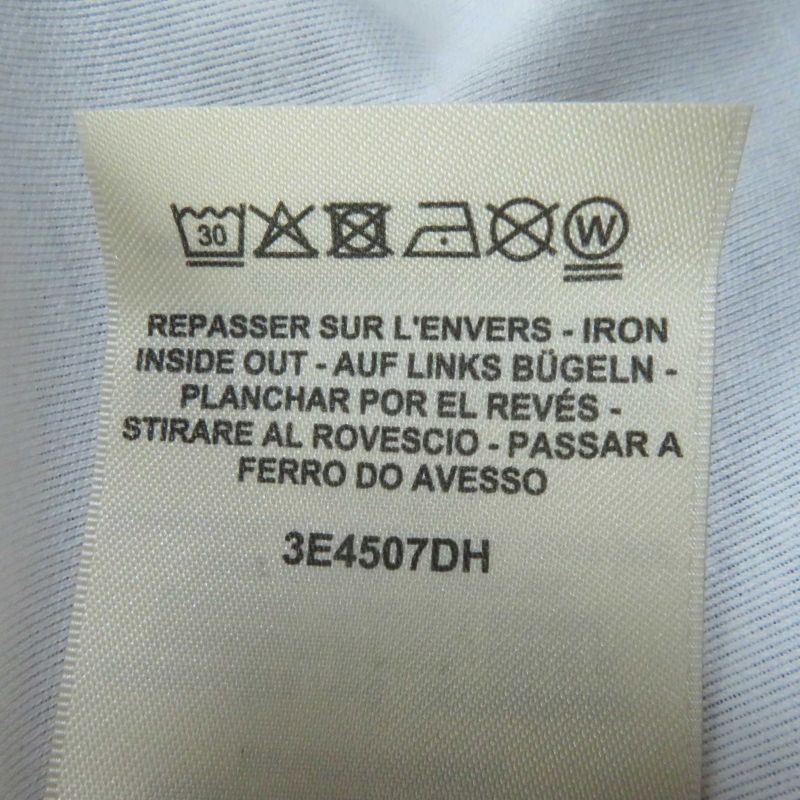 30 W
REPASSER SUR L'ENVERS - IRON
INSIDE OUT - AUF LINKS BÜGELN -
PLANCHAR POR EL REVÉS -
STIRARE AL ROVESCIO - PASSAR A
FERRO DO AVESSO
3E4507DH